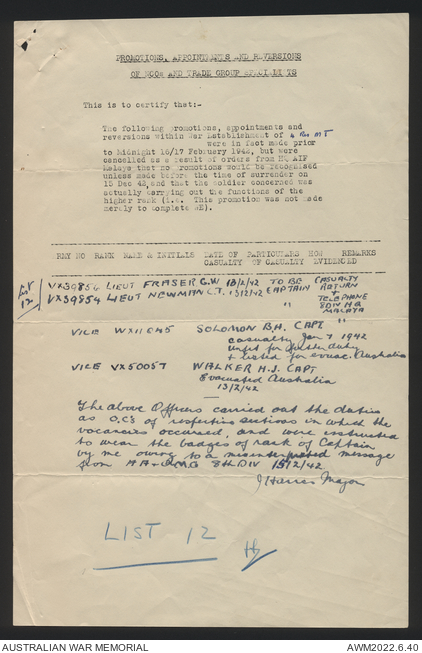 PROMOTIONS, APPOINTMENTS AND REVERSIONS
OF NCOs AND TRADE GROUP SPECIALISTS
This is to certify that:-
The following promotions, appointments and
reversions within War Establishment of 4 Res MT
were in fact made prior
to Midnight 16/17 February 1942, but were
cancelled as a result of orders from HQ AIF
Malaya that no promotions would be recognised
unless made before the time of surrender on
15 Dec 42, and that the soldier concerned was
actually carrying out the functions of the
higher rank (i.e. This promotion was not made
merely to complete WE).
ARMY NO RANK NAME & INITIALS DATE OF PARTICULARS HOW REMARKS
CASUALTY OF CASUALTY EVIDENCED
List
12
VX39856 LIEUT FRASER G.W 13/2/42 TO BE CAPTAIN CASUALTY RETURN
VX39854 LIEUT NEWMAN C.T. 13/2/42 " + TELEPHONE
8 DIV HQ
MALAYA
"
VICE WX11045 SOLOMON B.H. CAPT
casualty Jan 7 1942
unfit for further duty
+ listed for evac. Australia
VICE VX50057 WALKER H.J. CAPT
Evacuated Australia
13/2/42
The above Officers carried out the duties
as O.C's of respective sections in which the
vacancies occurred, and were instructed
to wear the badges of rank of Captain
by me owing to a misinterpreted message
from 8th DIV 15/2/42.
Major
LIST 12
AUSTRALIAN WAR MEMORIAL
AWM2022.6.40